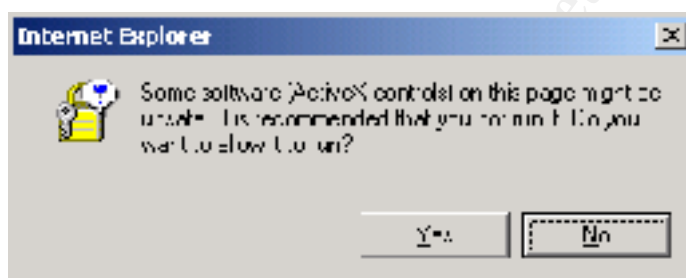 Internet Explorer
Some software (ActiveX controls) on this page might be
unsafe. It is recommended that you not run it. Do you
want to allow it to run?
Yes
No